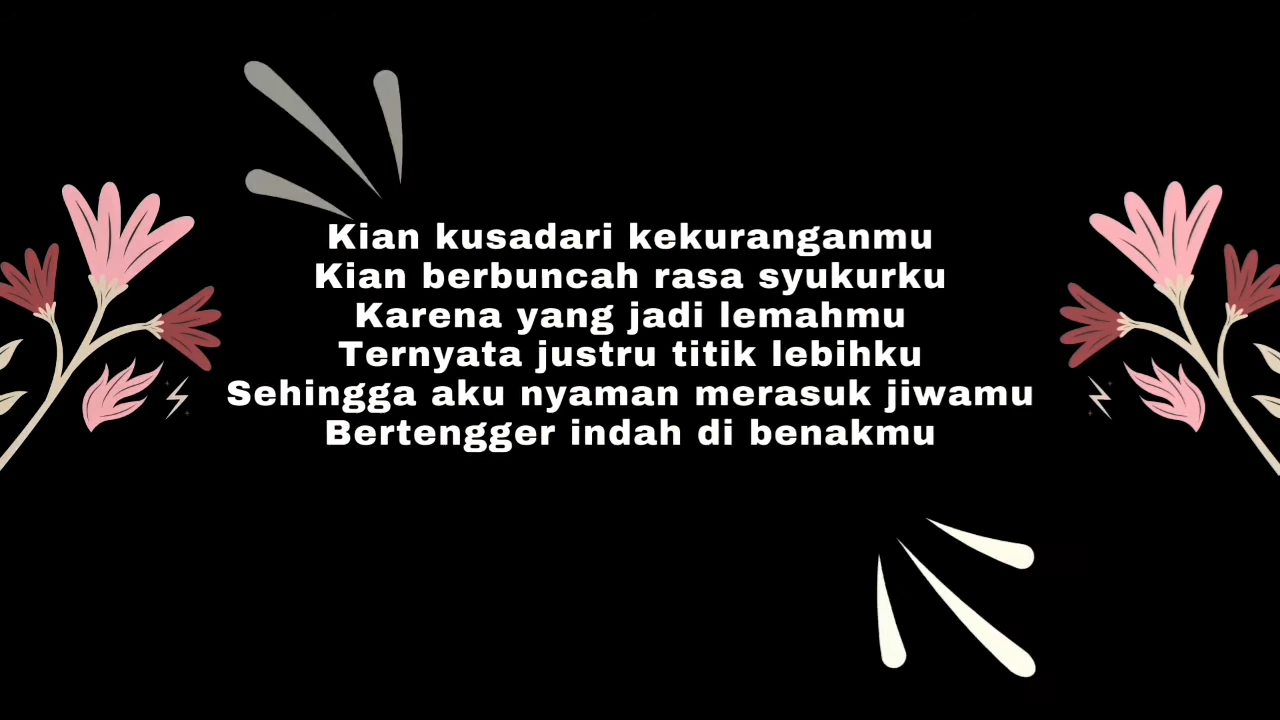 Kian kusadari kekuranganmu
Kian berbuncah rasa syukurku
Karena yang jadi lemahmu
Ternyata justru titik lebihku
Sehingga aku nyaman merasuk jiwamu
Bertengger indah di benakmu